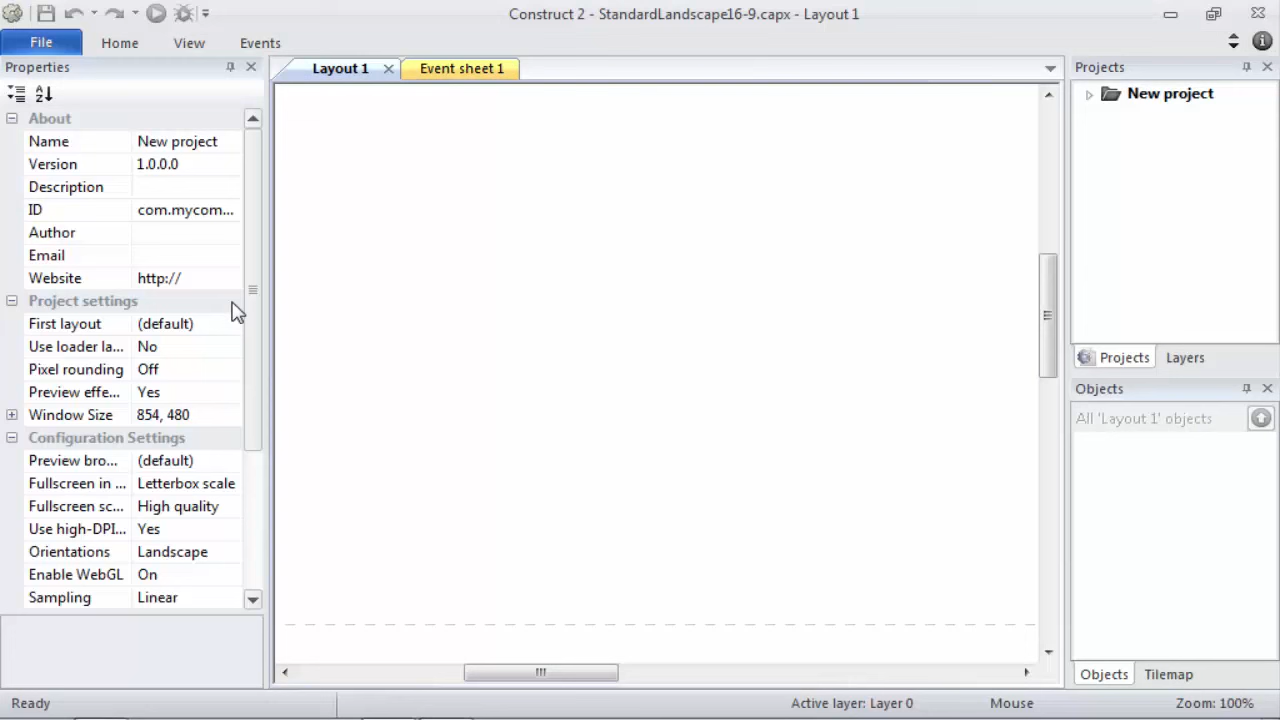 Construct 2 - StandardLandscape16-9.capx - Layout 1
File Home View Events
Properties
About
Name New project
Version 1.0.0.0
Description
ID com.mycom...
Author
Email
Website http://
Project settings
First layout (default)
Use loader la... No
Pixel rounding Off
Preview effe... Yes
Window Size 854, 480
Configuration Settings
Preview bro... (default)
Fullscreen in ... Letterbox scale
Fullscreen sc... High quality
Use high-DPI... Yes
Orientations Landscape
Enable WebGL On
Sampling Linear
Layout 1 Event sheet 1
Projects
New project
Projects Layers
Objects
All 'Layout 1' objects
Objects Tilemap
Ready Active layer: Layer 0 Mouse Zoom: 100%